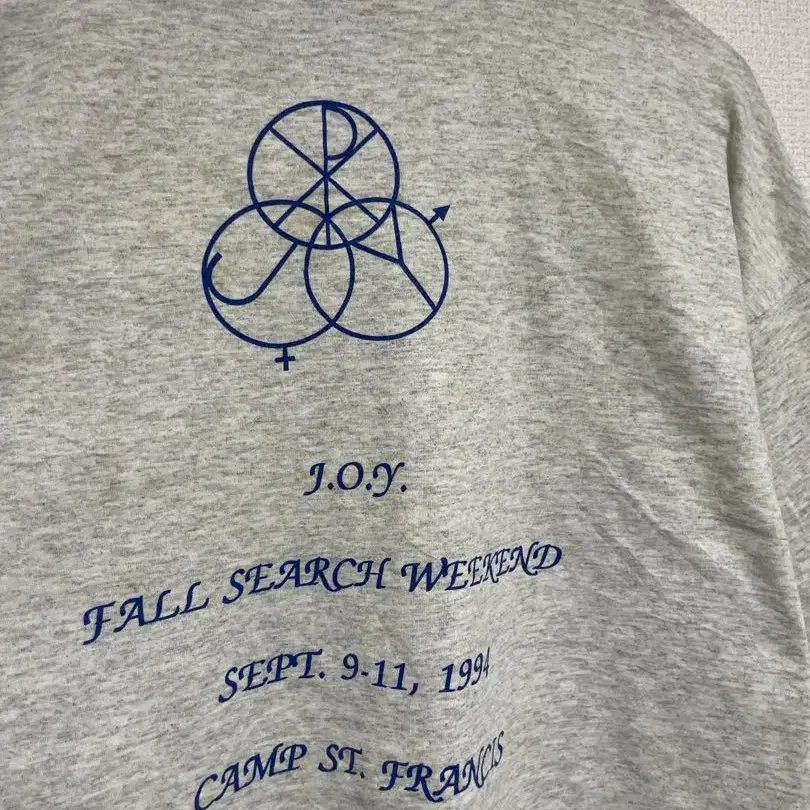 J.O.Y.
FALL SEARCH WEEKEND
SEPT. 9-11, 1994
CAMP ST. FRANCIS